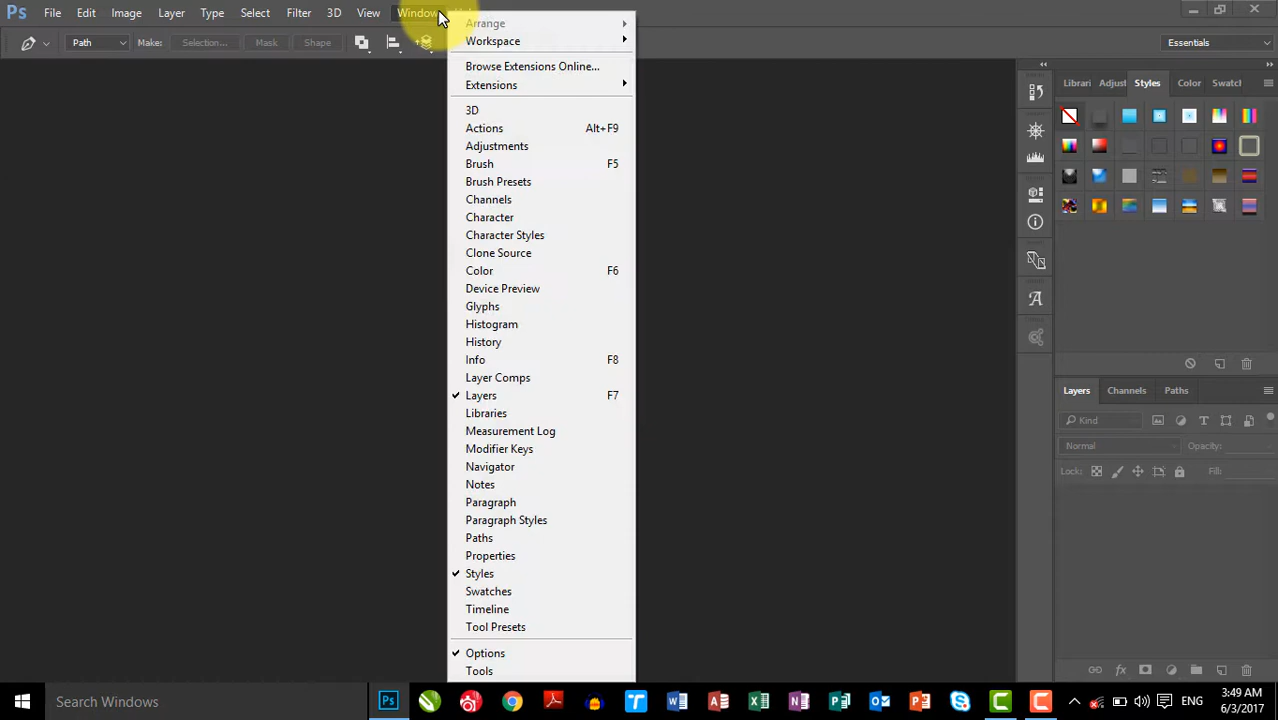 Ps File Edit Image Layer Type Select Filter 3D View Window
Path Make: Selection... Mask Shape Essentials
Arrange
Workspace
Browse Extensions Online...
Extensions
3D
Actions Alt+F9
Adjustments
Brush F5
Brush Presets
Channels
Character
Character Styles
Clone Source
Color F6
Device Preview
Glyphs
Histogram
History
Info F8
Layer Comps
Layers F7
Libraries
Measurement Log
Modifier Keys
Navigator
Notes
Paragraph
Paragraph Styles
Paths
Properties
Styles
Swatches
Timeline
Tool Presets
Options
Tools
Librari Adjust Styles Color Swatcl
Layers Channels Paths
Kind
Normal Opacity:
Lock: Fill:
Search Windows
Ps
ENG
3:49 AM
6/3/2017